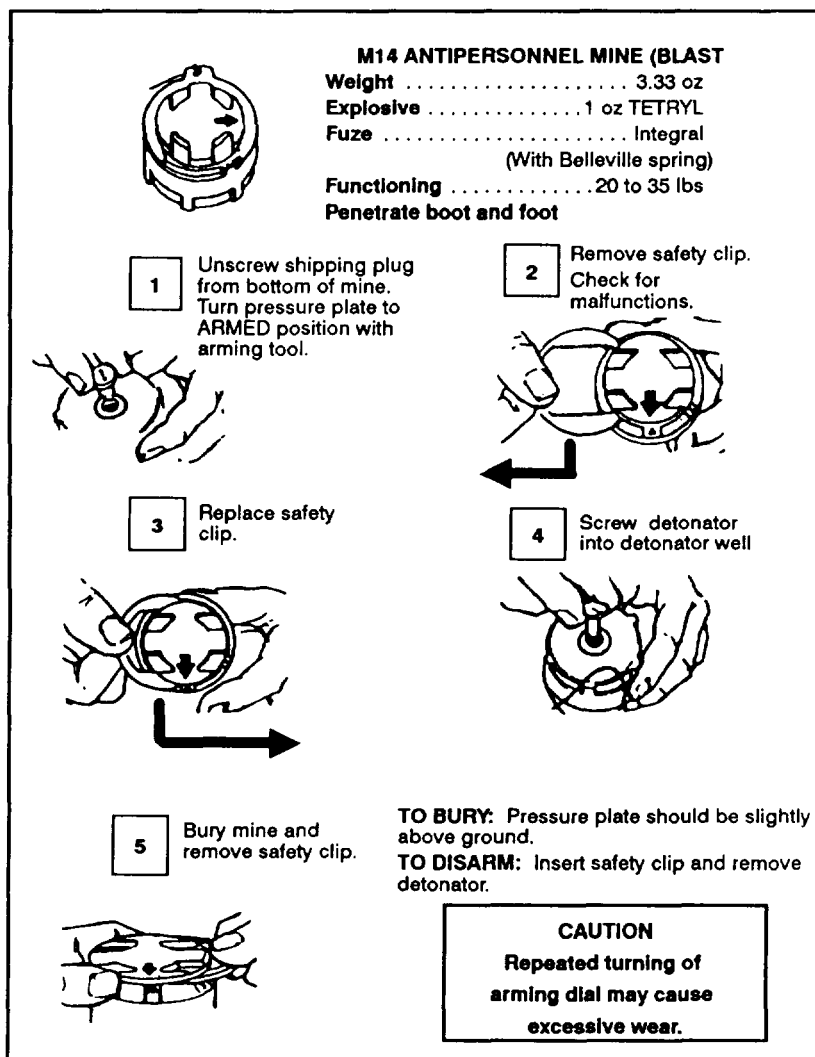 M14 ANTIPERSONNEL MINE (BLAST
Weight ..................... 3.33 oz
Explosive ............... 1 oz TETRYL
Fuze ........................ Integral
(With Belleville spring)
Functioning ............. 20 to 35 lbs
Penetrate boot and foot
1
Unscrew shipping plug
from bottom of mine.
Turn pressure plate to
ARMED position with
arming tool.
2
Remove safety clip.
Check for
malfunctions.
3
Replace safety
clip.
4
Screw detonator
into detonator well
5
Bury mine and
remove safety clip.
TO BURY: Pressure plate should be slightly
above ground.
TO DISARM: Insert safety clip and remove
detonator.
CAUTION
Repeated turning of
arming dial may cause
excessive wear.